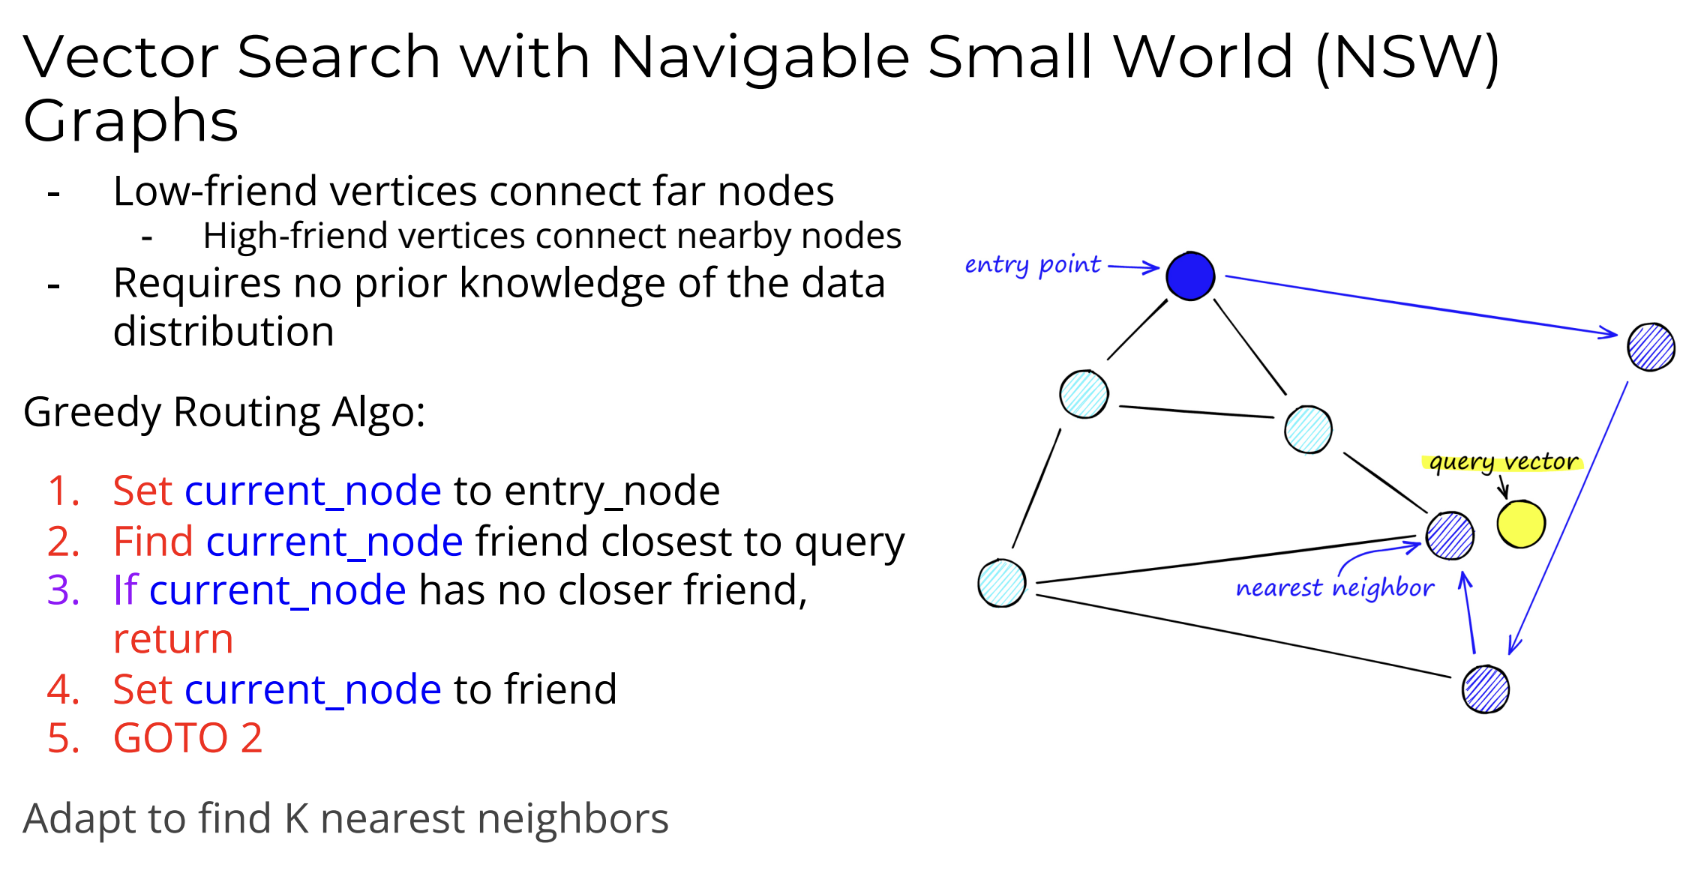 Vector Search with Navigable Small World (NSW)
Graphs
- Low-friend vertices connect far nodes
- High-friend vertices connect nearby nodes
- Requires no prior knowledge of the data
distribution
Greedy Routing Algo:
1. Set current_node to entry_node
2. Find current_node friend closest to query
3. If current_node has no closer friend,
return
4. Set current_node to friend
5. GOTO 2
Adapt to find K nearest neighbors
entry point
query vector
nearest neighbor